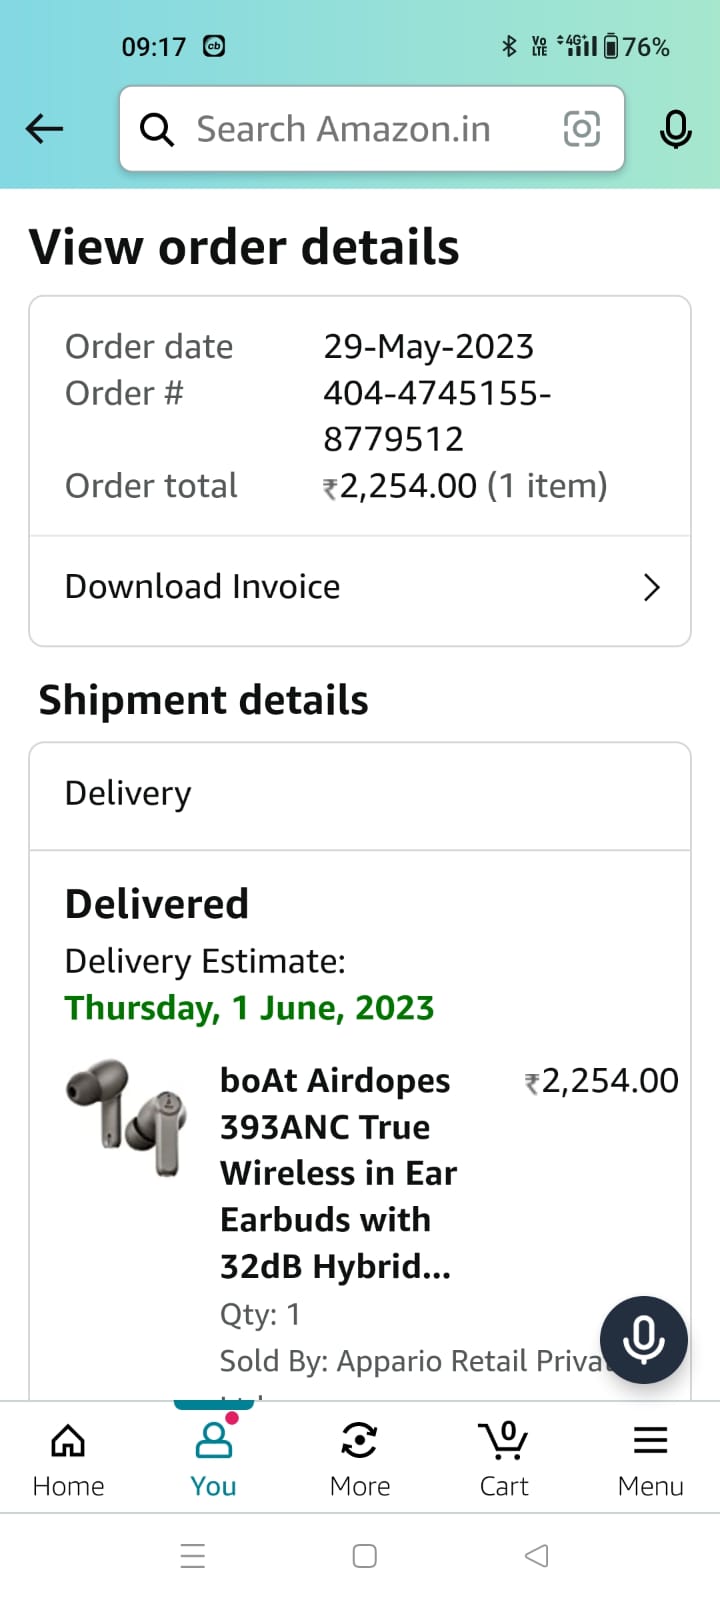 09:17 cb VoLTE 4G+ 76%
Search Amazon.in
View order details
Order date 29-May-2023
Order # 404-4745155-
8779512
Order total ₹2,254.00 (1 item)
Download Invoice
Shipment details
Delivery
Delivered
Delivery Estimate:
Thursday, 1 June, 2023
boAt Airdopes ₹2,254.00
393ANC True
Wireless in Ear
Earbuds with
32dB Hybrid...
Qty: 1
Sold By: Appario Retail Priva
0
Home You More Cart Menu